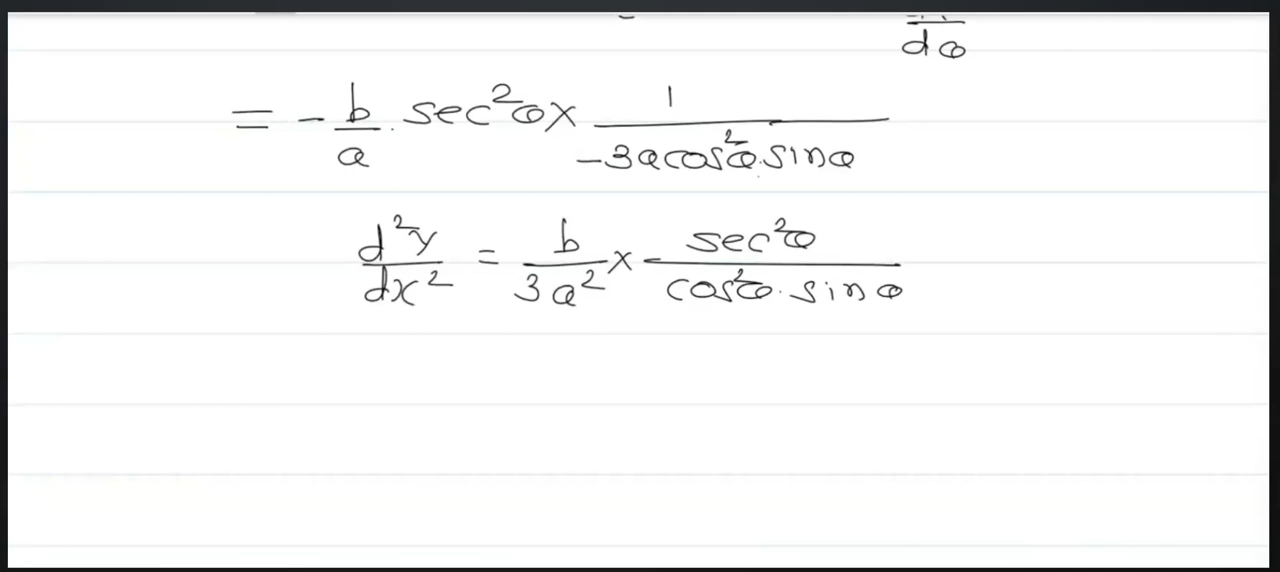 dθ
= - b/a . sec²θ × 1/(-3a cos²θ . sinθ)
d²y/dx² = b/3a² × sec²θ/(cos²θ . sinθ)